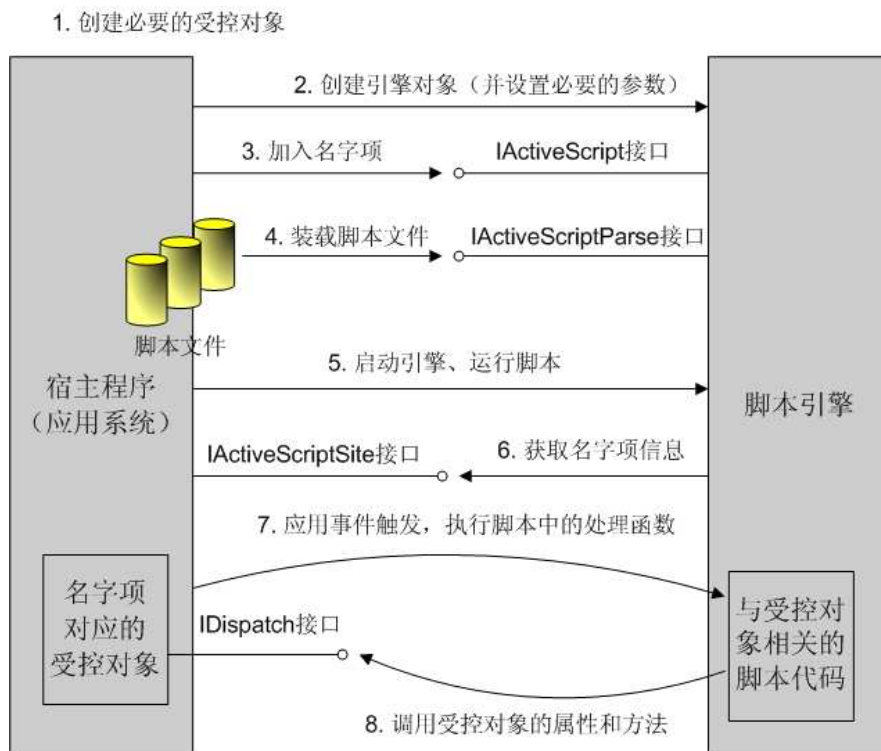 1. 创建必要的受控对象
2. 创建引擎对象（并设置必要的参数）
3. 加入名字项
IActiveScript接口
4. 装载脚本文件
IActiveScriptParse接口
脚本文件
5. 启动引擎、运行脚本
宿主程序
（应用系统）
脚本引擎
IActiveScriptSite接口
6. 获取名字项信息
7. 应用事件触发，执行脚本中的处理函数
名字项
对应的
受控对象
IDispatch接口
与受控对
象相关的
脚本代码
8. 调用受控对象的属性和方法